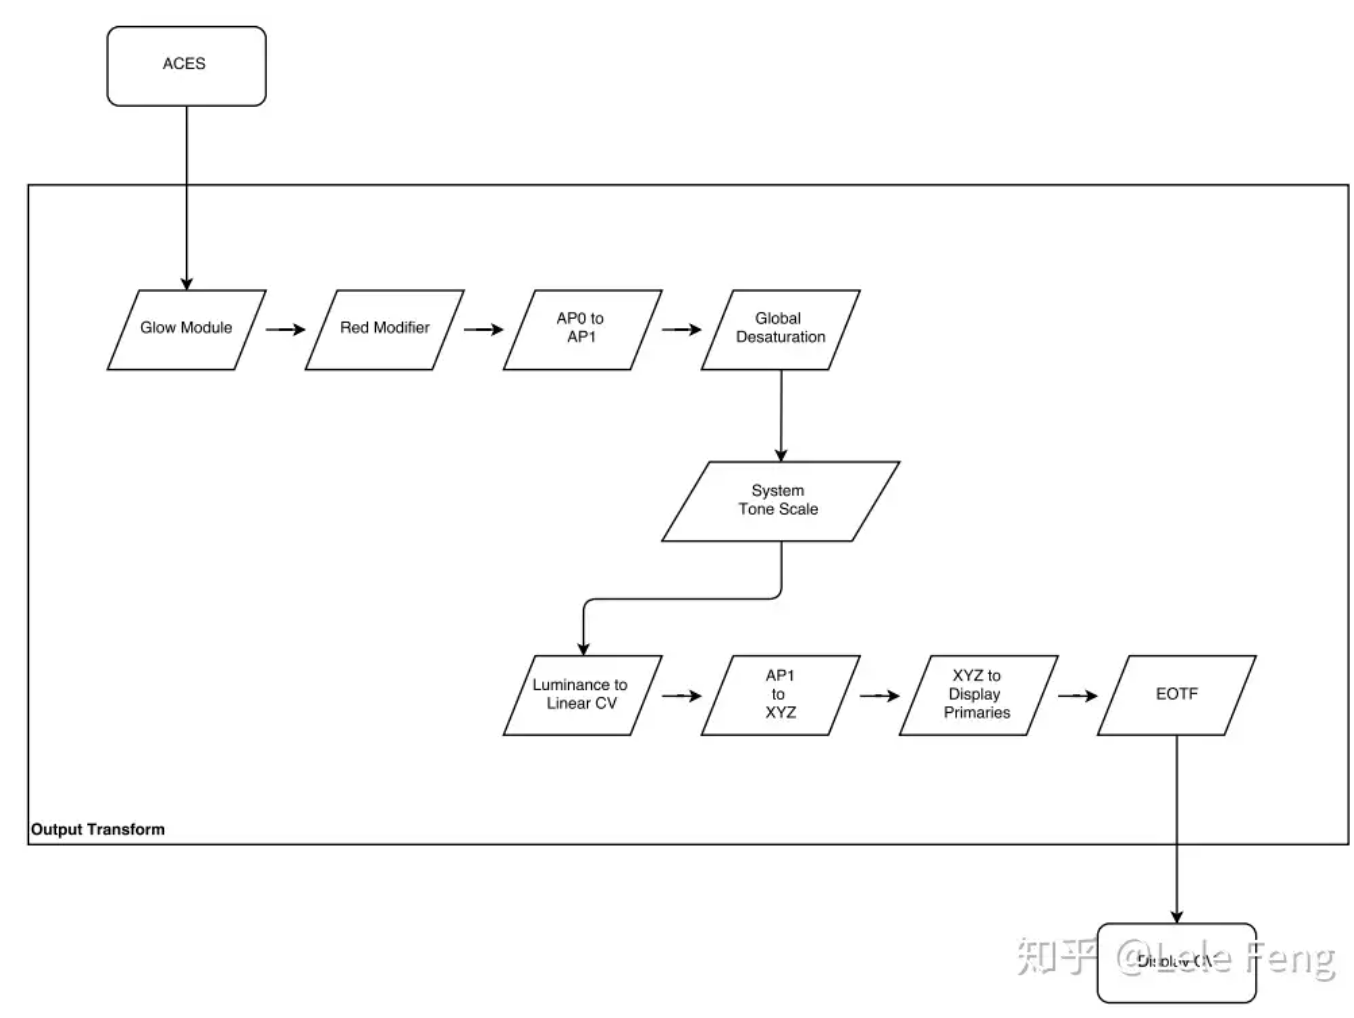 ACES
Glow Module
Red Modifier
AP0 to
AP1
Global
Desaturation
System
Tone Scale
Luminance to
Linear CV
AP1
to
XYZ
XYZ to
Display
Primaries
EOTF
Output Transform
Display CV
知乎 @Lele Feng